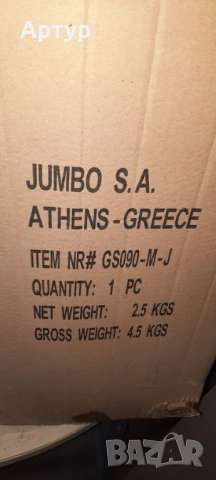 Артур
JUMBO S.A.
ATHENS-GREECE
ITEM NR# GS090-M-J
QUANTITY: 1 PC
NET WEIGHT: 2.5 KGS
GROSS WEIGHT: 4.5 KGS
BAZAR